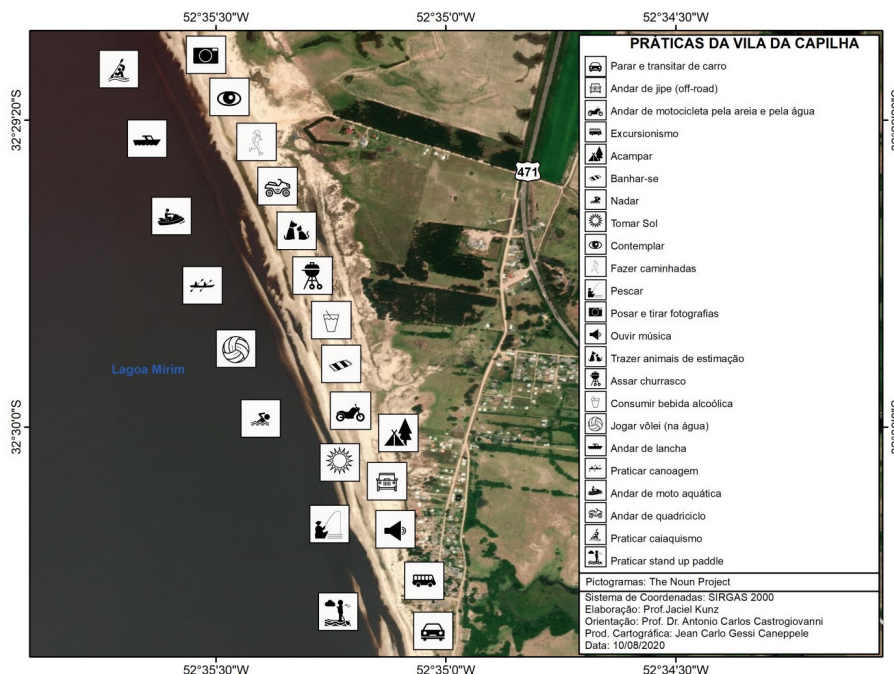 52°35'30"W
52°35'0"W
52°34'30"W
32°29'20"S
32°30'0"S
471
Lagoa Mirim
PRÁTICAS DA VILA DA CAPILHA
Parar e transitar de carro
Andar de jipe (off-road)
Andar de motocicleta pela areia e pela água
Excursionismo
Acampar
Banhar-se
Nadar
Tomar Sol
Contemplar
Fazer caminhadas
Pescar
Posar e tirar fotografias
Ouvir música
Trazer animais de estimação
Assar churrasco
Consumir bebida alcoólica
Jogar vôlei (na água)
Andar de lancha
Praticar canoagem
Andar de moto aquática
Andar de quadriciclo
Praticar caiaquismo
Praticar stand up paddle
Pictogramas: The Noun Project
Sistema de Coordenadas: SIRGAS 2000
Elaboração: Prof.Jaciel Kunz
Orientação: Prof. Dr. Antonio Carlos Castrogiovanni
Prod. Cartográfica: Jean Carlo Gessi Caneppele
Data: 10/08/2020
52°35'30"W
52°35'0"W
52°34'30"W